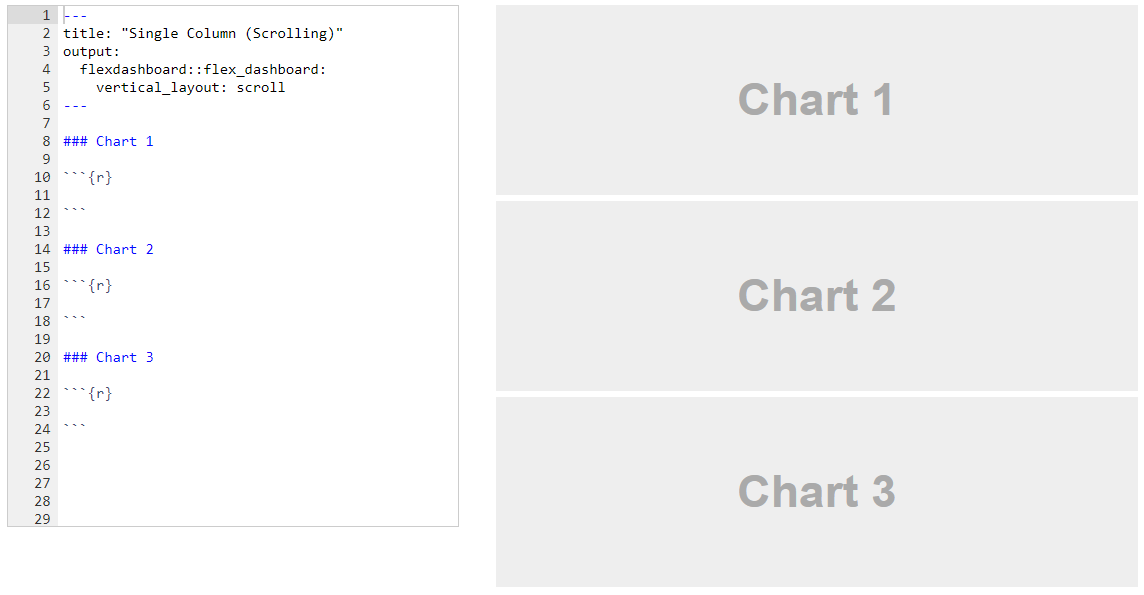 1 ---
2 title: "Single Column (Scrolling)"
3 output:
4   flexdashboard::flex_dashboard:
5     vertical_layout: scroll
6 ---
7
8 ### Chart 1
9
10 ```{r}
11
12 ```
13
14 ### Chart 2
15
16 ```{r}
17
18 ```
19
20 ### Chart 3
21
22 ```{r}
23
24 ```
25
26
27
28
29
Chart 1
Chart 2
Chart 3